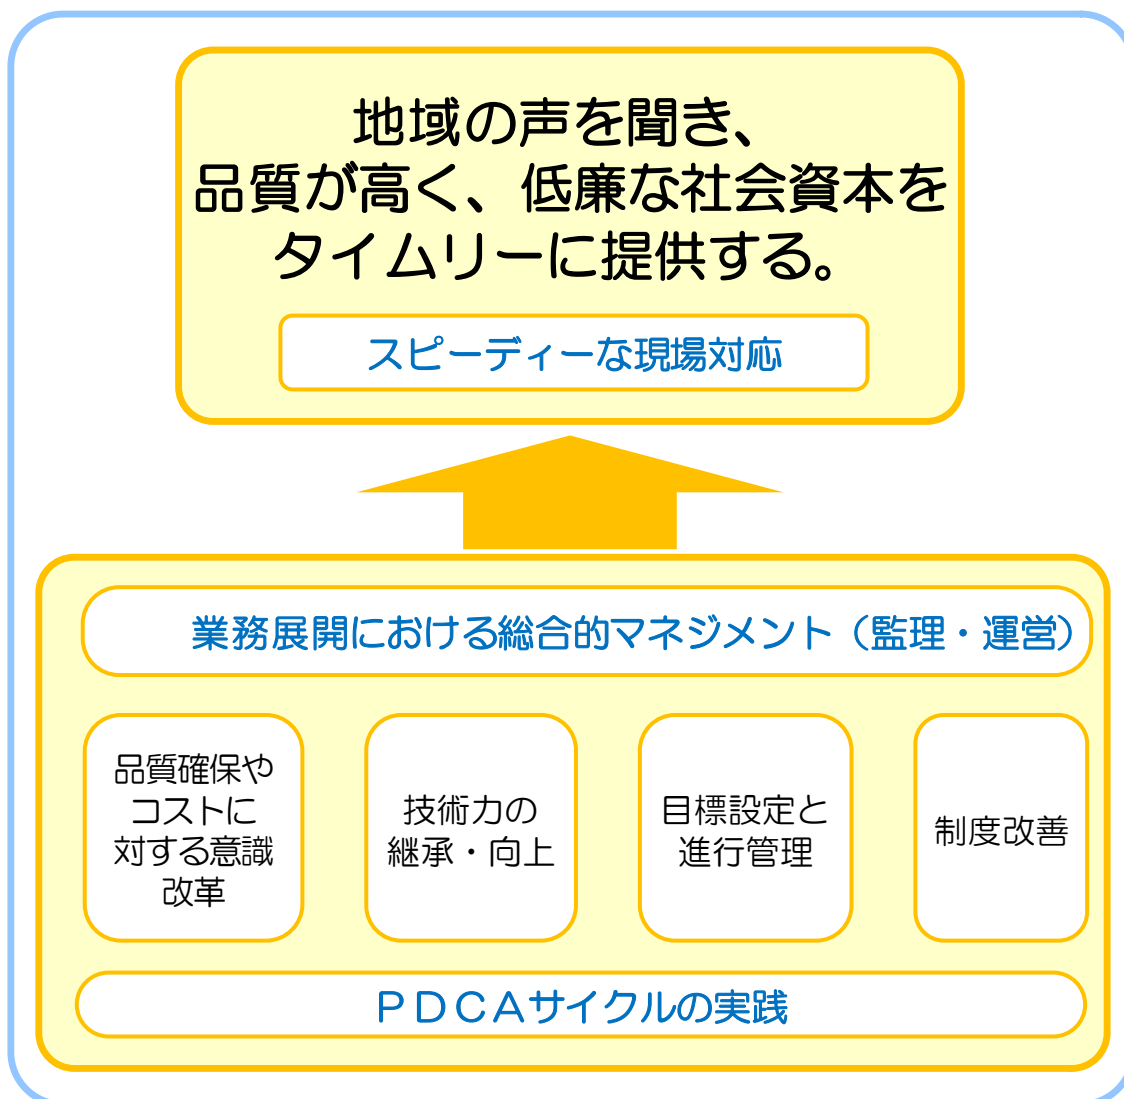 地域の声を聞き、
品質が高く、低廉な社会資本を
タイムリーに提供する。
スピーディーな現場対応
業務展開における総合的マネジメント（監理・運営）
品質確保や
コストに
対する意識
改革
技術力の
継承・向上
目標設定と
進行管理
制度改善
ＰＤＣＡサイクルの実践